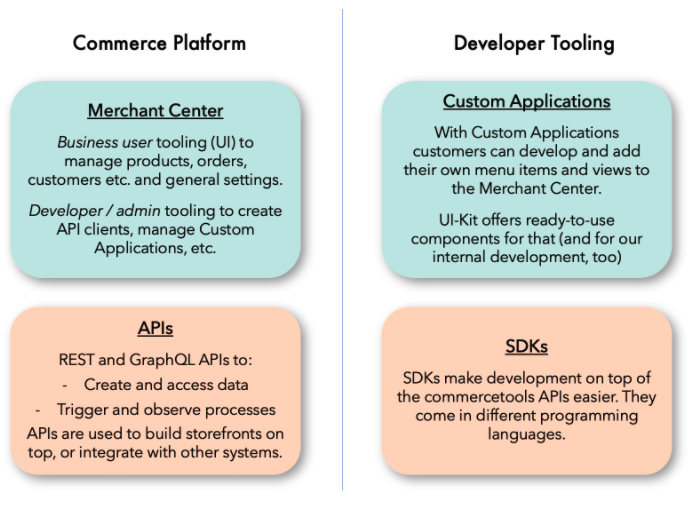 Commerce Platform
Merchant Center
Business user tooling (UI) to
manage products, orders,
customers etc. and general settings.
Developer / admin tooling to create
API clients, manage Custom
Applications, etc.
APIs
REST and GraphQL APIs to:
- Create and access data
- Trigger and observe processes
APIs are used to build storefronts on
top, or integrate with other systems.
Developer Tooling
Custom Applications
With Custom Applications
customers can develop and add
their own menu items and views to
the Merchant Center.
UI-Kit offers ready-to-use
components for that (and for our
internal development, too)
SDKs
SDKs make development on top of
the commercetools APIs easier. They
come in different programming
languages.